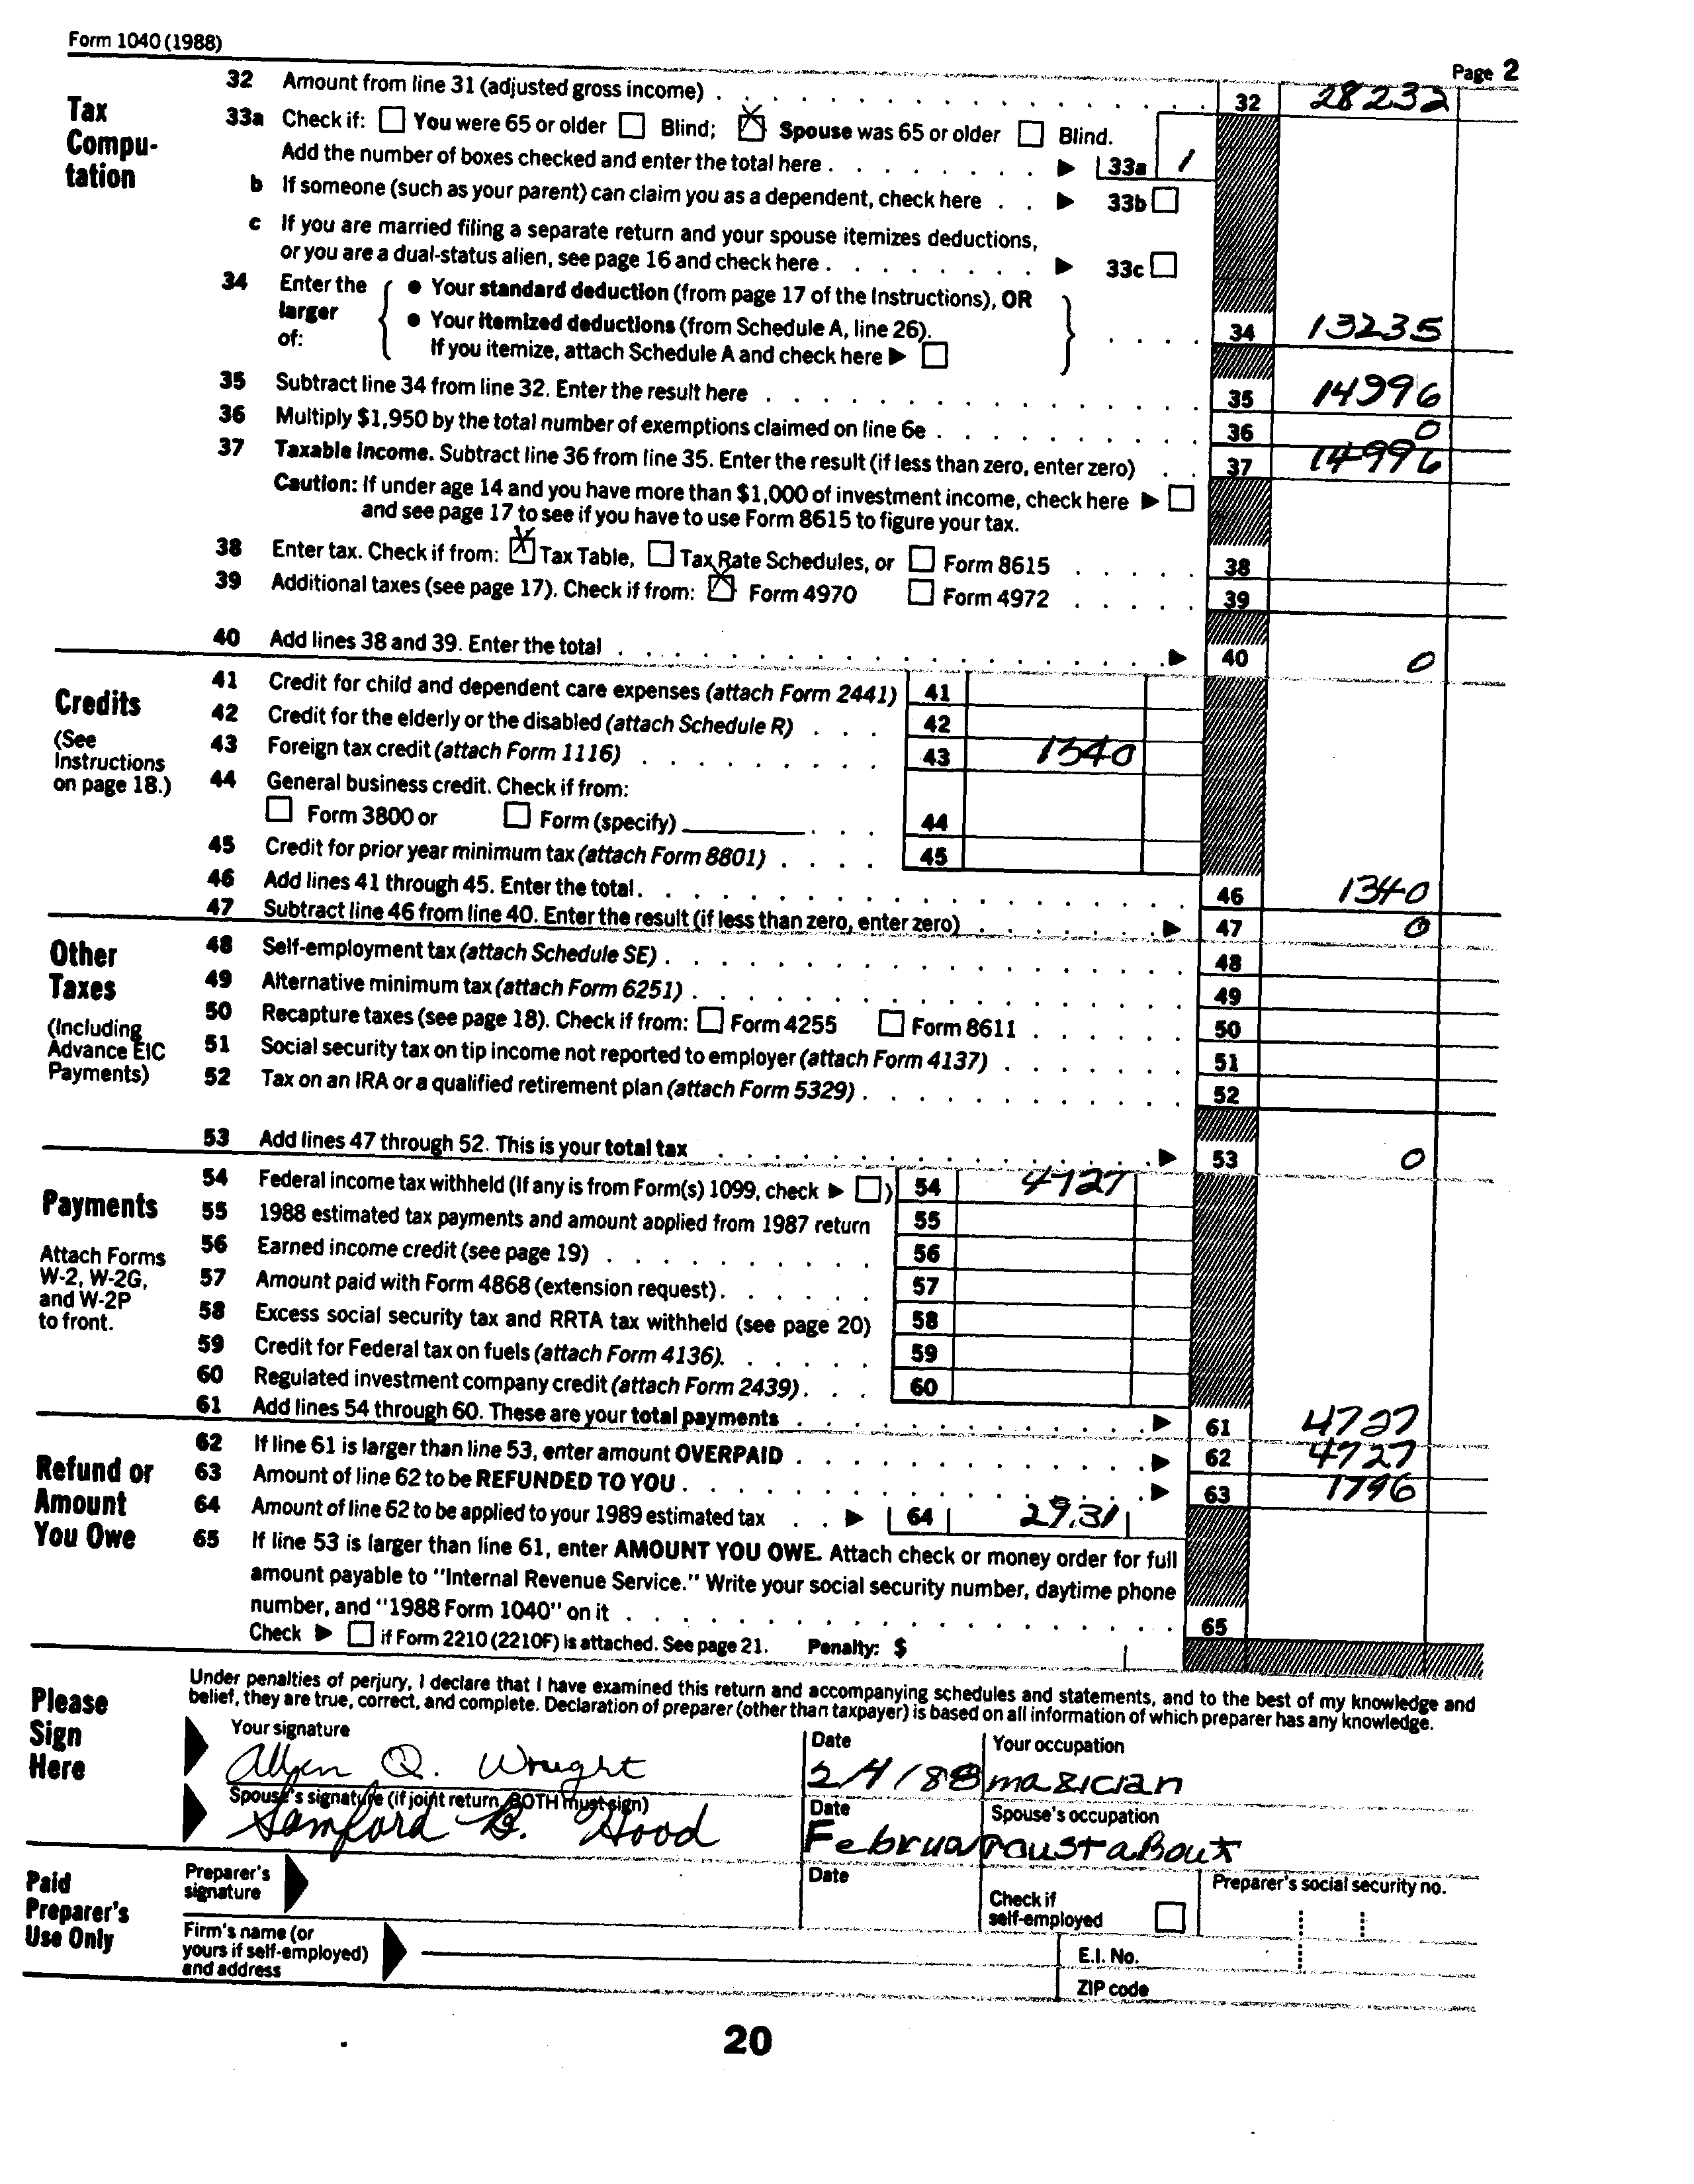 Form 1040 (1988)
Page 2
Tax Compu-tation
32 Amount from line 31 (adjusted gross income) . . . 32 28232
33a Check if: ☐ You were 65 or older ☐ Blind; ☒ Spouse was 65 or older ☐ Blind.
Add the number of boxes checked and enter the total here . . . ▶ 33a 1
b If someone (such as your parent) can claim you as a dependent, check here . . ▶ 33b ☐
c If you are married filing a separate return and your spouse itemizes deductions,
or you are a dual-status alien, see page 16 and check here . . . ▶ 33c ☐
34 Enter the larger of: { ● Your standard deduction (from page 17 of the Instructions), OR
● Your itemized deductions (from Schedule A, line 26). } . . . . 34 13235
If you itemize, attach Schedule A and check here ▶ ☐
35 Subtract line 34 from line 32. Enter the result here . . . 35 14996
36 Multiply $1,950 by the total number of exemptions claimed on line 6e . . . 36 0
37 Taxable income. Subtract line 36 from line 35. Enter the result (if less than zero, enter zero) . . 37 14996
Caution: If under age 14 and you have more than $1,000 of investment income, check here ▶ ☐
and see page 17 to see if you have to use Form 8615 to figure your tax.
38 Enter tax. Check if from: ☒ Tax Table, ☐ Tax Rate Schedules, or ☐ Form 8615 . . . 38
39 Additional taxes (see page 17). Check if from: ☒ Form 4970 ☐ Form 4972 . . . 39
40 Add lines 38 and 39. Enter the total . . . ▶ 40 0
Credits
(See Instructions on page 18.)
41 Credit for child and dependent care expenses (attach Form 2441) 41
42 Credit for the elderly or the disabled (attach Schedule R) . . . 42
43 Foreign tax credit (attach Form 1116) . . . 43 1340
44 General business credit. Check if from:
☐ Form 3800 or ☐ Form (specify) . . . 44
45 Credit for prior year minimum tax (attach Form 8801) . . . . 45
46 Add lines 41 through 45. Enter the total . . . 46 1340
47 Subtract line 46 from line 40. Enter the result (if less than zero, enter zero) . . . ▶ 47 0
Other Taxes
(Including Advance EIC Payments)
48 Self-employment tax (attach Schedule SE) . . . 48
49 Alternative minimum tax (attach Form 6251) . . . 49
50 Recapture taxes (see page 18). Check if from: ☐ Form 4255 ☐ Form 8611 . . . 50
51 Social security tax on tip income not reported to employer (attach Form 4137) . . . 51
52 Tax on an IRA or a qualified retirement plan (attach Form 5329) . . . 52
53 Add lines 47 through 52. This is your total tax . . . ▶ 53 0
Payments
Attach Forms W-2, W-2G, and W-2P to front.
54 Federal income tax withheld (If any is from Form(s) 1099, check ▶ ☐ ) 54 4727
55 1988 estimated tax payments and amount applied from 1987 return 55
56 Earned income credit (see page 19) . . . 56
57 Amount paid with Form 4868 (extension request) . . . 57
58 Excess social security tax and RRTA tax withheld (see page 20) 58
59 Credit for Federal tax on fuels (attach Form 4136). . . . 59
60 Regulated investment company credit (attach Form 2439) . . . 60
61 Add lines 54 through 60. These are your total payments . . . ▶ 61 4727
Refund or Amount You Owe
62 If line 61 is larger than line 53, enter amount OVERPAID . . . ▶ 62 4727
63 Amount of line 62 to be REFUNDED TO YOU . . . ▶ 63 1796
64 Amount of line 62 to be applied to your 1989 estimated tax . . ▶ 64 29.31
65 If line 53 is larger than line 61, enter AMOUNT YOU OWE. Attach check or money order for full
amount payable to "Internal Revenue Service." Write your social security number, daytime phone
number, and "1988 Form 1040" on it . . . 65
Check ▶ ☐ if Form 2210 (2210F) is attached. See page 21. Penalty: $
Please Sign Here
Under penalties of perjury, I declare that I have examined this return and accompanying schedules and statements, and to the best of my knowledge and
belief, they are true, correct, and complete. Declaration of preparer (other than taxpayer) is based on all information of which preparer has any knowledge.
Your signature Date Your occupation
Allyen Q. Wright 2/1/88 magician
Spouse's signature (if joint return, BOTH must sign) Date Spouse's occupation
Samford B. Hood Februa roustabout
Paid Preparer's Use Only
Preparer's signature Date Check if self-employed ☐ Preparer's social security no.
Firm's name (or yours if self-employed) and address E.I. No.
ZIP code
20